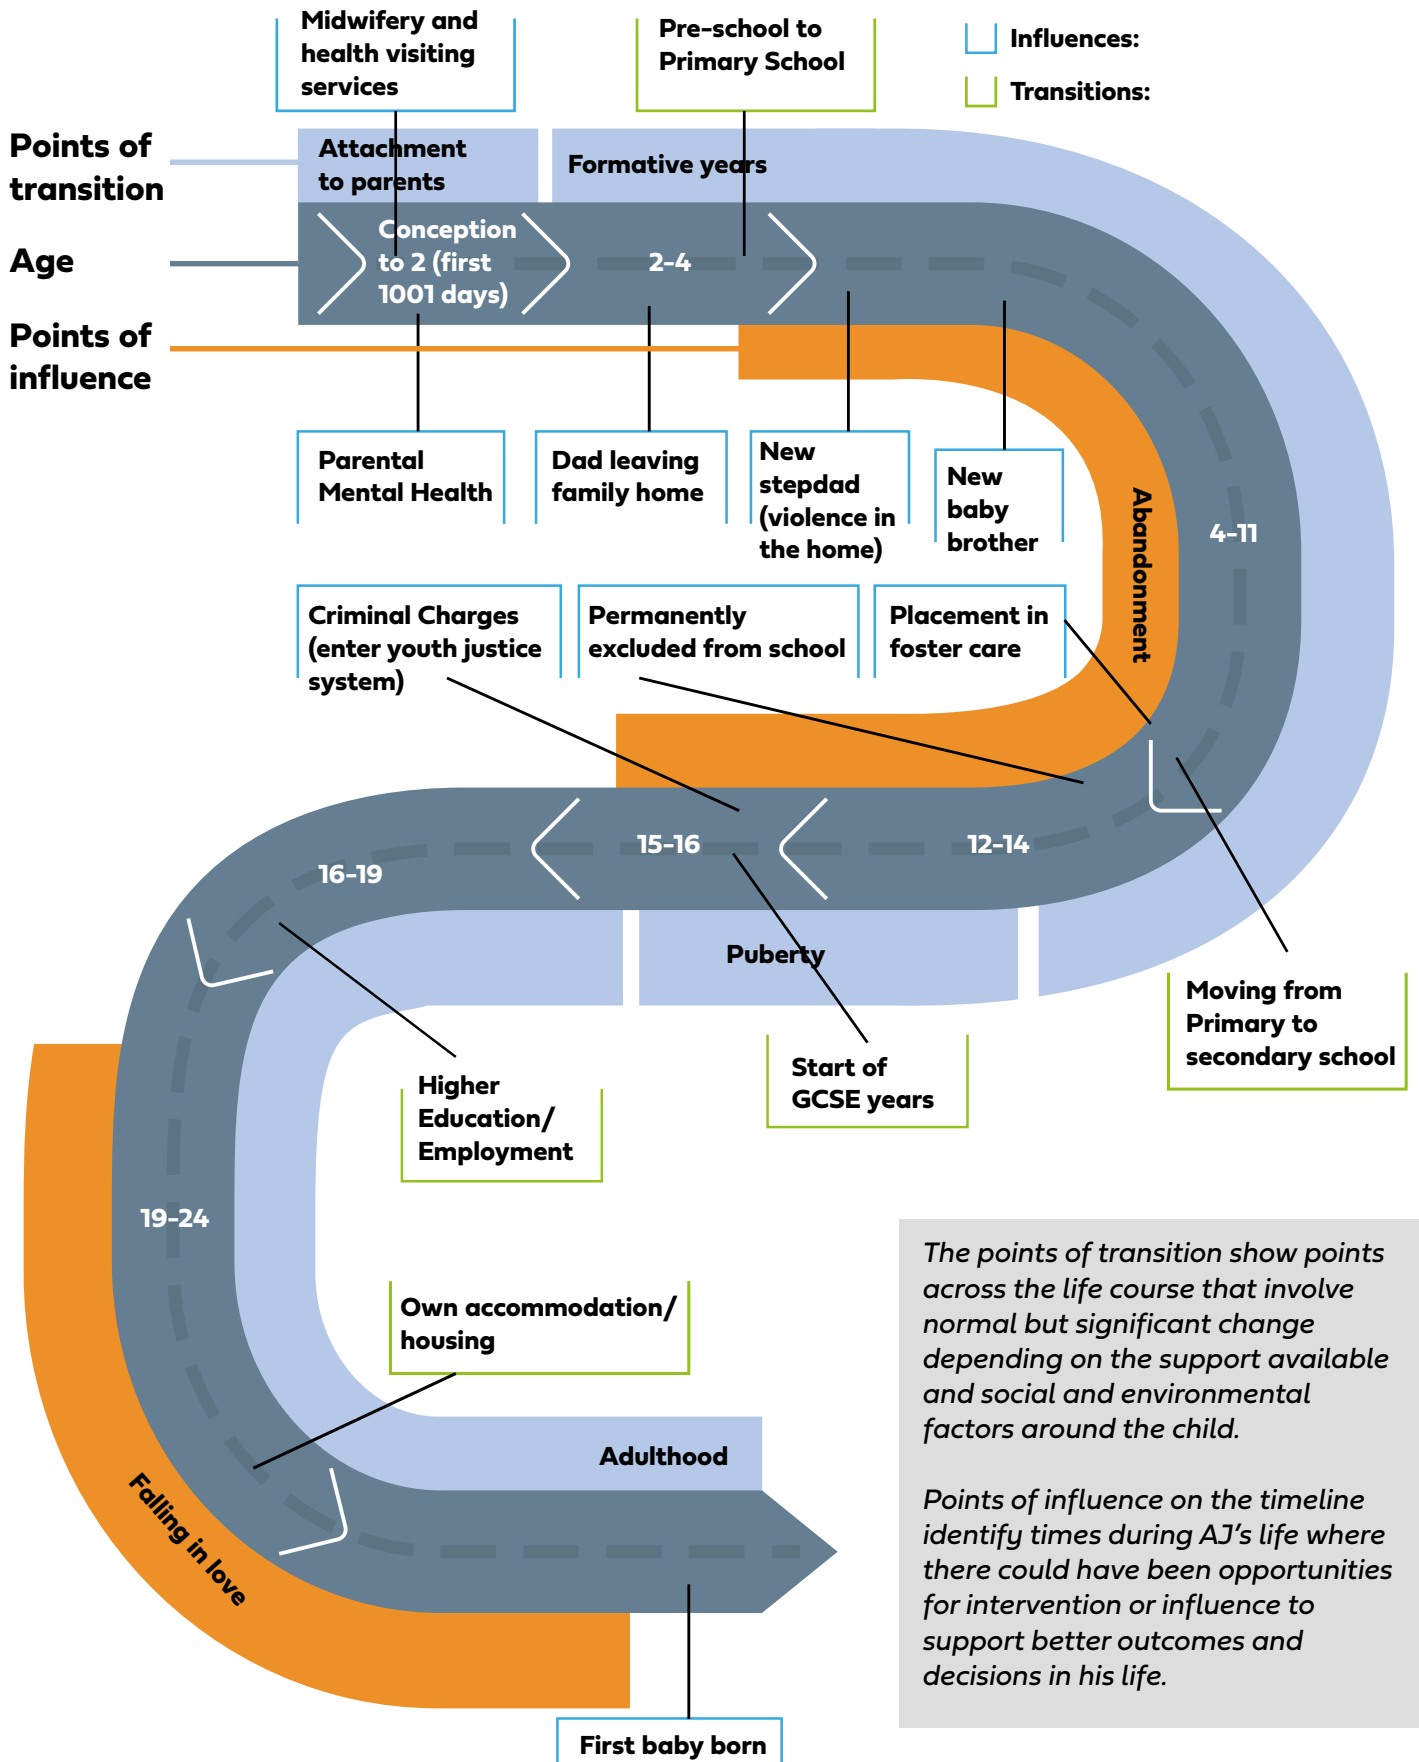 Midwifery and
health visiting
services
Pre-school to
Primary School
Influences:
Transitions:
Points of
transition
Attachment
to parents
Formative years
Age
Conception
to 2 (first
1001 days)
2-4
Points of
influence
Parental
Mental Health
Dad leaving
family home
New
stepdad
(violence in
the home)
New
baby
brother
Abandonment
4-11
Criminal Charges
(enter youth justice
system)
Permanently
excluded from school
Placement in
foster care
16-19
15-16
12-14
Puberty
Moving from
Primary to
secondary school
Start of
GCSE years
Higher
Education/
Employment
19-24
Own accommodation/
housing
Adulthood
Falling in love
First baby born
The points of transition show points
across the life course that involve
normal but significant change
depending on the support available
and social and environmental
factors around the child.
Points of influence on the timeline
identify times during AJ's life where
there could have been opportunities
for intervention or influence to
support better outcomes and
decisions in his life.